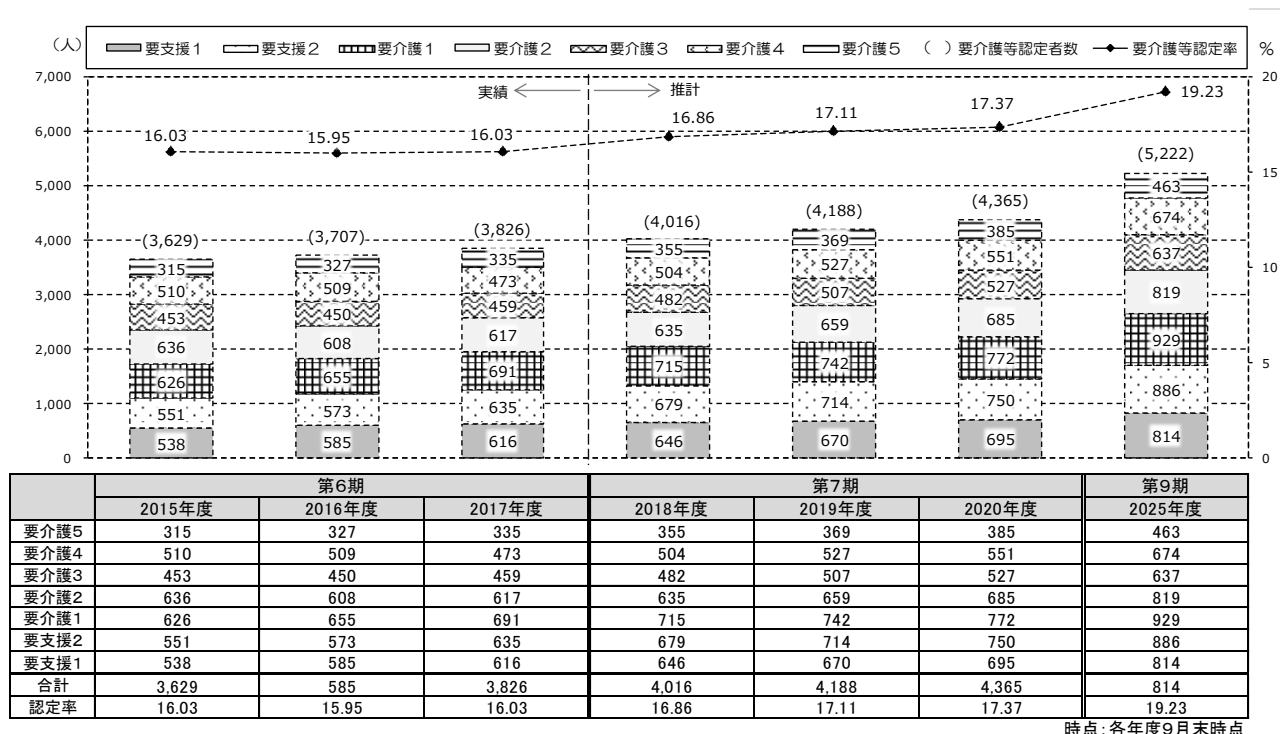 （人） 要支援１ 要支援２ 要介護１ 要介護２ 要介護３ 要介護４ 要介護５ （ ）要介護等認定者数 要介護等認定率 %
7,000 実績 推計 20
16.03 15.95 16.03 16.86 17.11 17.37 19.23
6,000
(5,222)
5,000 15
(3,629) (3,707) (3,826) (4,016) (4,188) (4,365)
4,000
315 327 335 355 369 385 463
510 509 473 504 527 551 674
10
3,000
453 450 459 482 507 527 637
636 608 617 635 659 685 819
2,000
626 655 691 715 742 772 929
5
1,000
551 573 635 679 714 750 886
538 585 616 646 670 695 814
0 0
第6期 第7期 第9期
2015年度 2016年度 2017年度 2018年度 2019年度 2020年度 2025年度
要介護5 315 327 335 355 369 385 463
要介護4 510 509 473 504 527 551 674
要介護3 453 450 459 482 507 527 637
要介護2 636 608 617 635 659 685 819
要介護1 626 655 691 715 742 772 929
要支援2 551 573 635 679 714 750 886
要支援1 538 585 616 646 670 695 814
合計 3,629 585 3,826 4,016 4,188 4,365 814
認定率 16.03 15.95 16.03 16.86 17.11 17.37 19.23
時点：各年度9月末時点